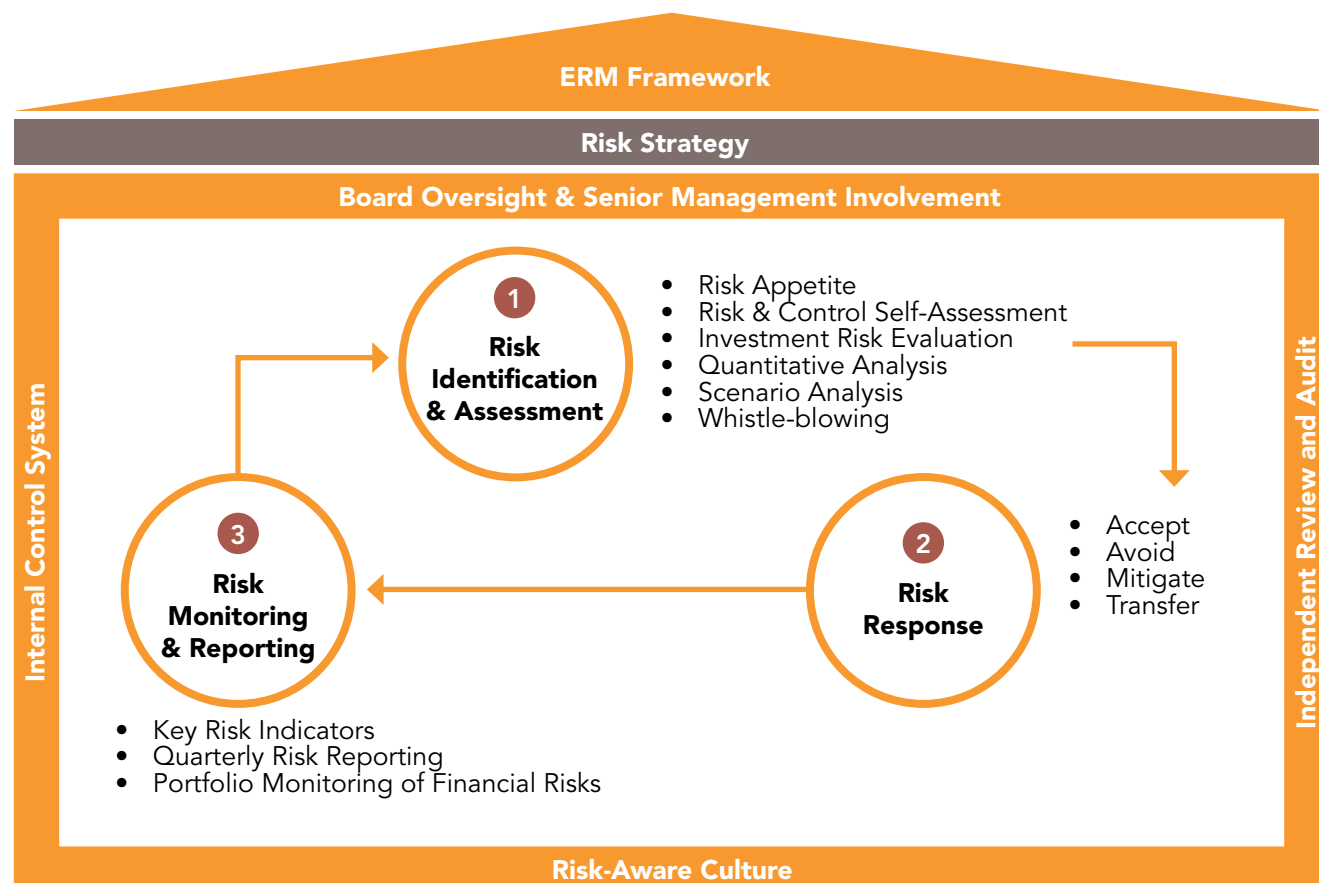 ERM Framework
Risk Strategy
Board Oversight & Senior Management Involvement
Internal Control System
1
Risk
Identification
& Assessment
• Risk Appetite
• Risk & Control Self-Assessment
• Investment Risk Evaluation
• Quantitative Analysis
• Scenario Analysis
• Whistle-blowing
2
Risk
Response
• Accept
• Avoid
• Mitigate
• Transfer
3
Risk
Monitoring
& Reporting
• Key Risk Indicators
• Quarterly Risk Reporting
• Portfolio Monitoring of Financial Risks
Independent Review and Audit
Risk-Aware Culture